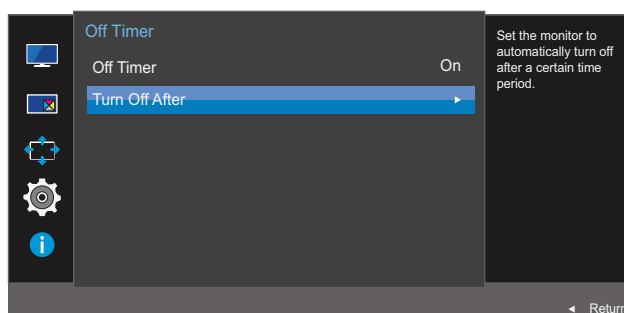 Off Timer
Off Timer On
Turn Off After
Set the monitor to
automatically turn off
after a certain time
period.
Return